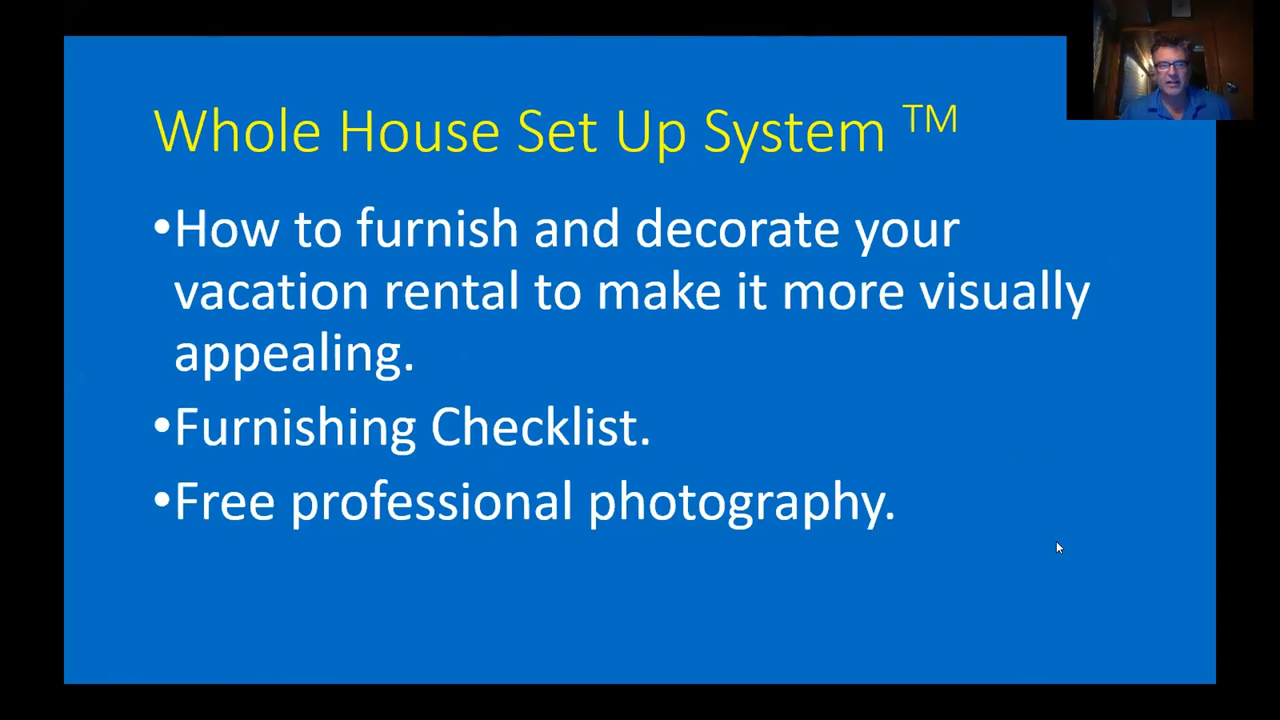 Whole House Set Up System TM
•How to furnish and decorate your
vacation rental to make it more visually
appealing.
•Furnishing Checklist.
•Free professional photography.